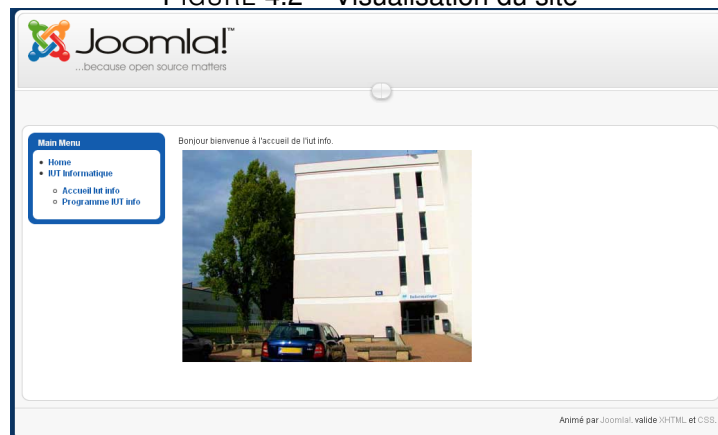 FIGURE 4.2 – Visualisation du site
Joomla!™
...because open source matters
Main Menu
Home
IUT Informatique
Accueil Iut info
Programme IUT info
Bonjour bienvenue à l'accueil de l'iut info.
Animé par Joomla!. valide XHTML et CSS.